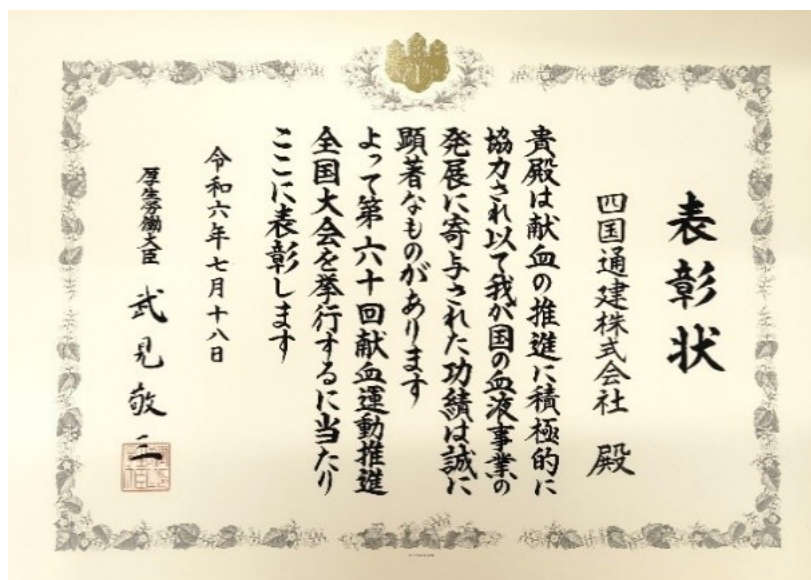 表彰状
四国通建株式会社 殿
貴殿は献血の推進に積極的に
協力され以て我が国の血液事業の
発展に寄与された功績は誠に
顕著なものがあります
よって第六十回献血運動推進
全国大会を挙行するに当たり
ここに表彰します
令和六年七月十八日
厚生労働大臣 武見敬三